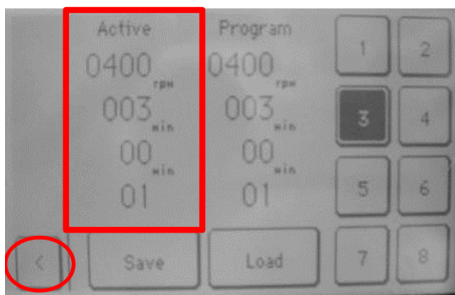 Active Program
0400 rpm 0400 rpm
003 min 003 min
00 min 00 min
01 01
1 2
3 4
5 6
7 8
< Save Load